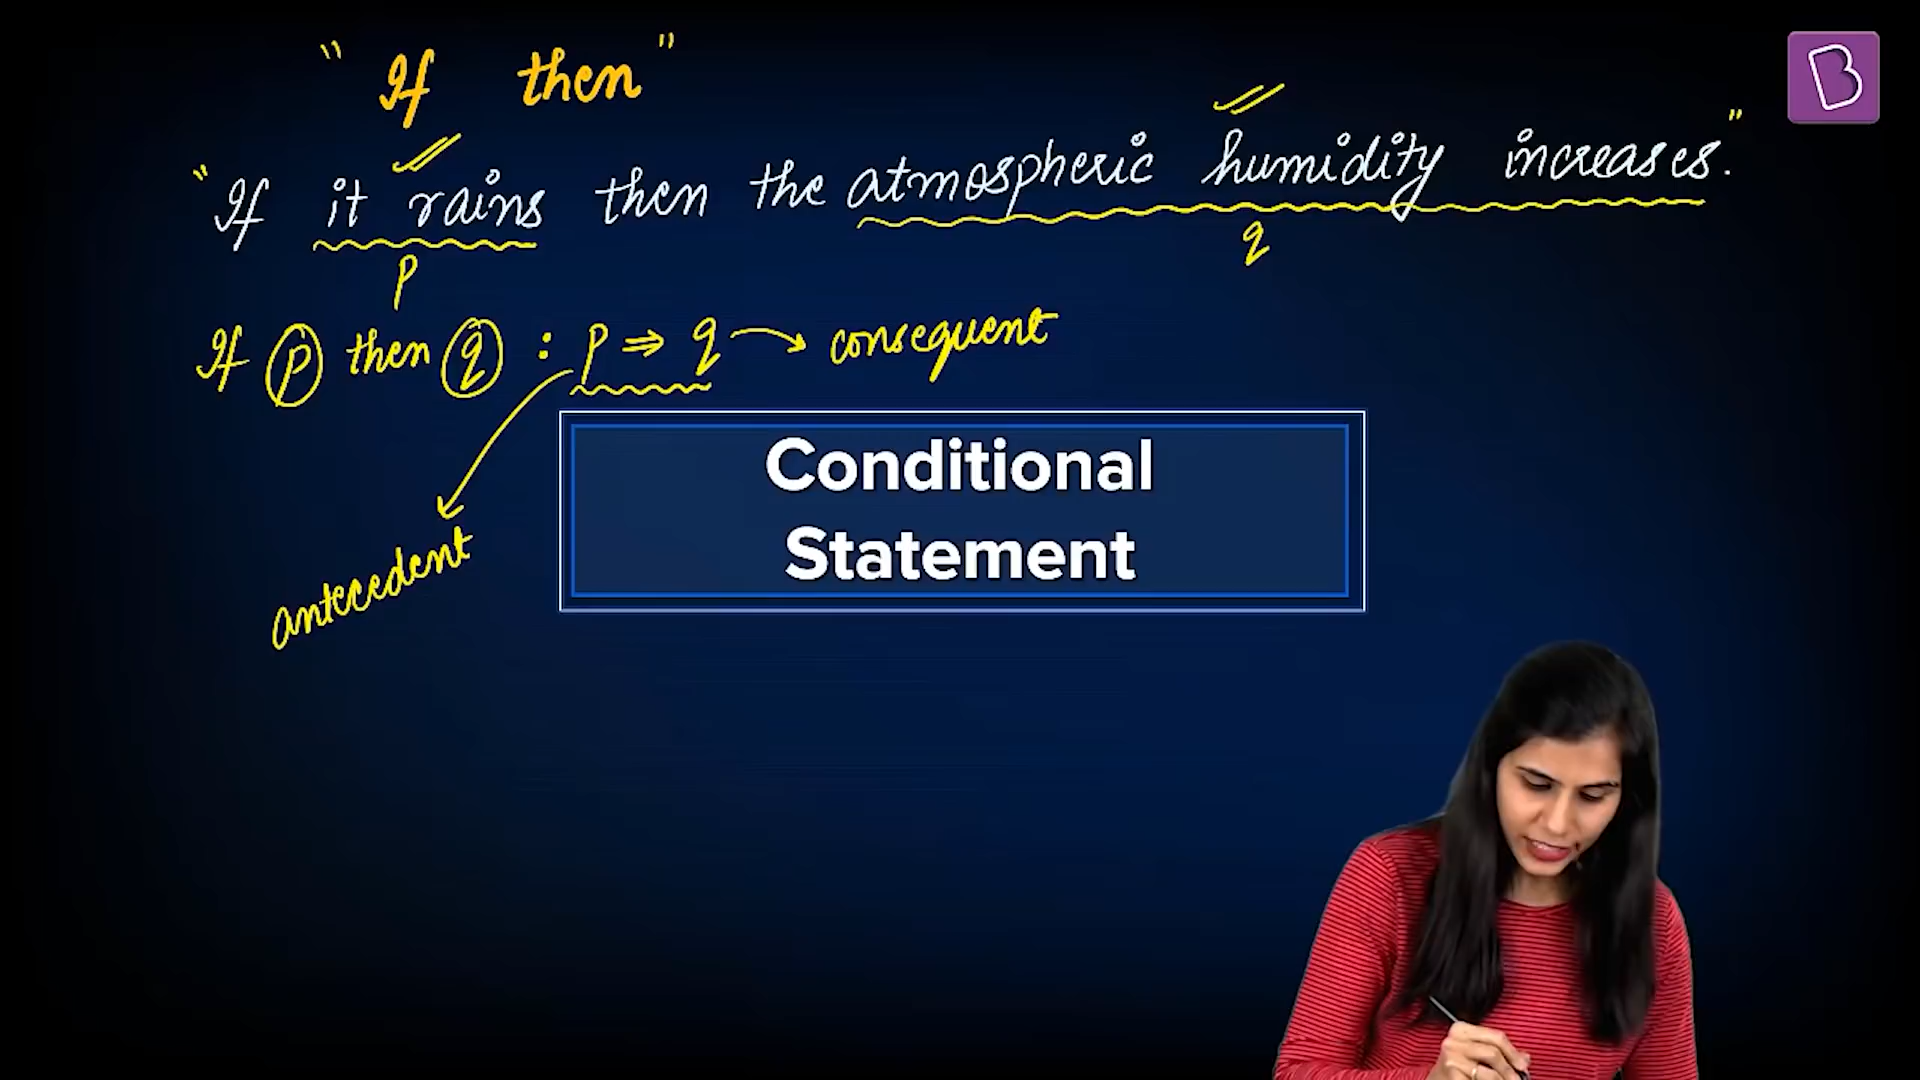 " If then "
"If it rains then the atmospheric humidity increases."
p
q
If p then q : p ⇒ q → consequent
antecedent
Conditional
Statement
B